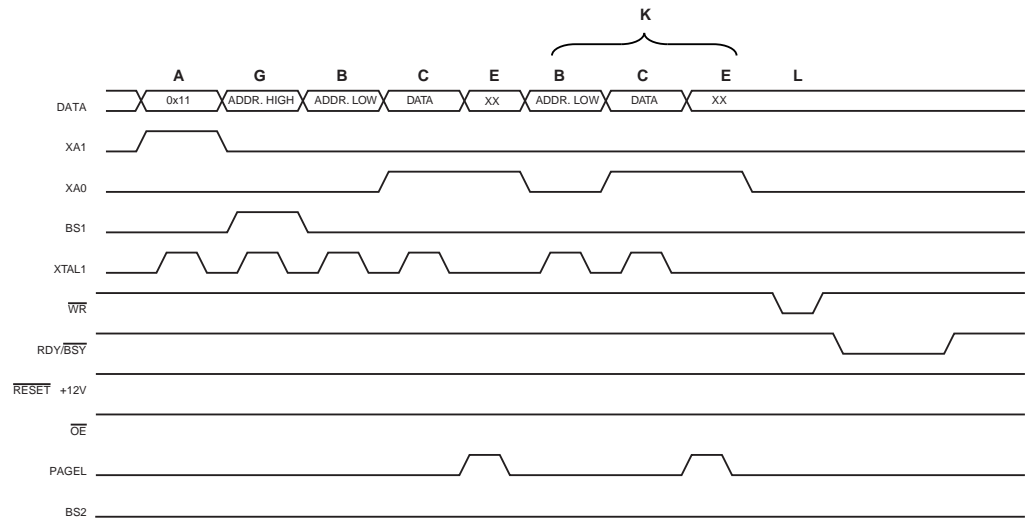 K
A G B C E B C E L
DATA 0x11 ADDR. HIGH ADDR. LOW DATA XX ADDR. LOW DATA XX
XA1
XA0
BS1
XTAL1
WR
RDY/BSY
RESET +12V
OE
PAGEL
BS2